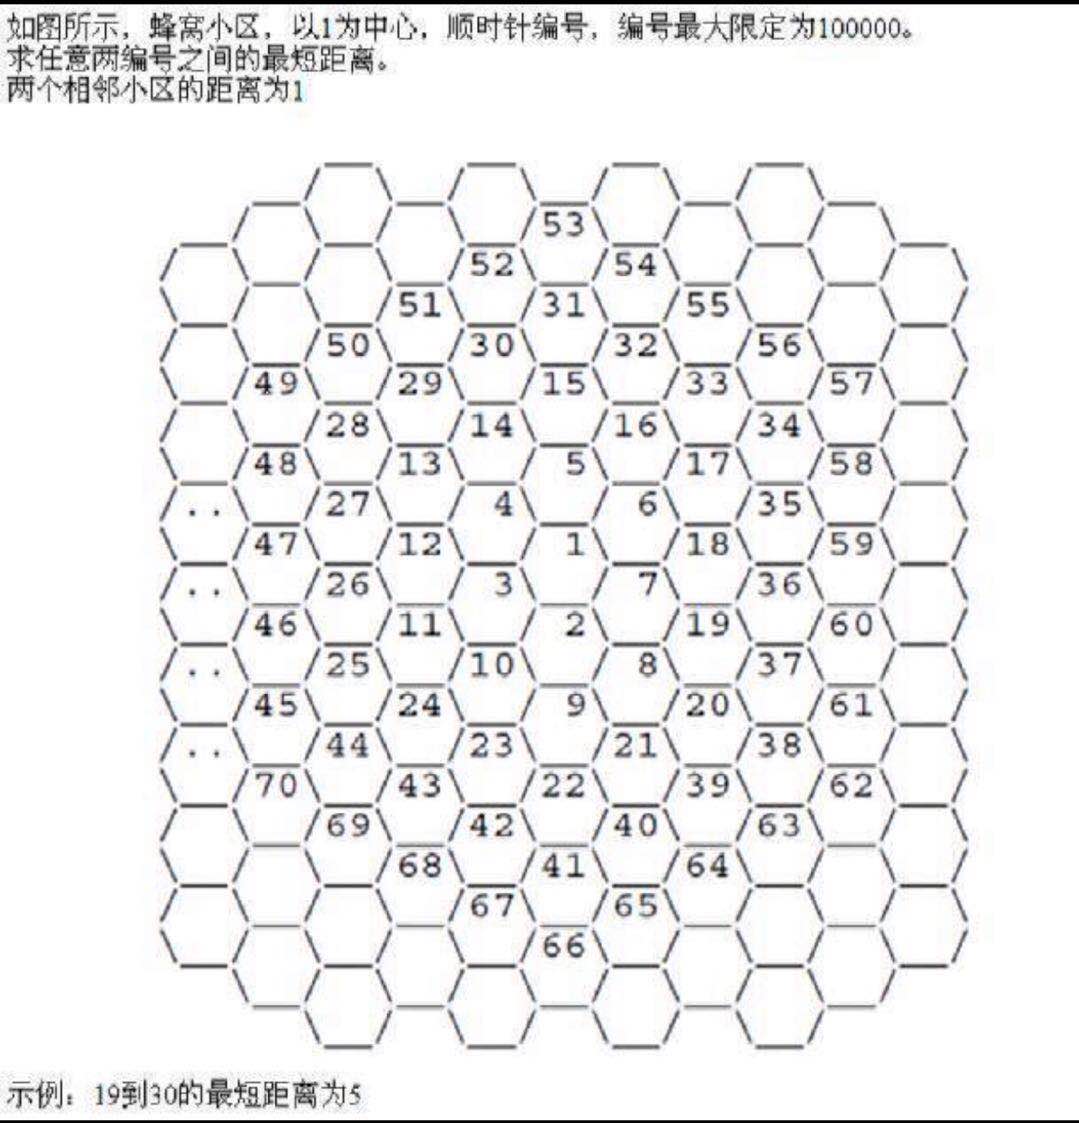 如图所示，蜂窝小区，以1为中心，顺时针编号，编号最大限定为100000。
求任意两编号之间的最短距离。
两个相邻小区的距离为1
53
52 54
51 31 55
50 30 32 56
49 29 15 33 57
28 14 16 34
48 13 5 17 58
.. 27 4 6 35
47 12 1 18 59
.. 26 3 7 36
46 11 2 19 60
.. 25 10 8 37
45 24 9 20 61
.. 44 23 21 38
70 43 22 39 62
69 42 40 63
68 41 64
67 65
66
示例：19到30的最短距离为5